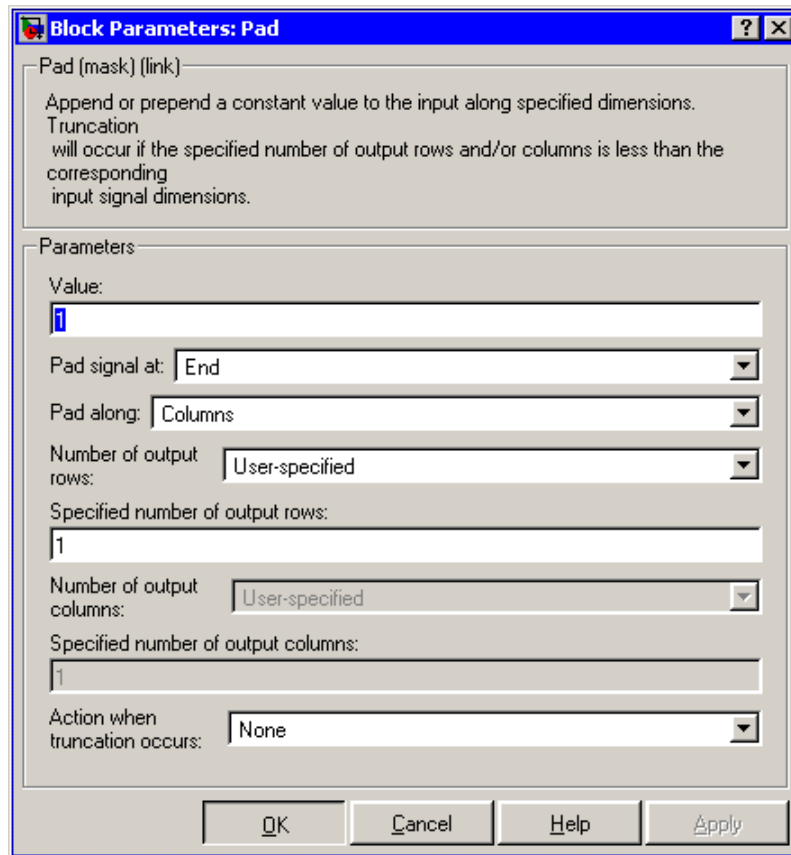 Block Parameters: Pad
Pad (mask) (link)
Append or prepend a constant value to the input along specified dimensions.
Truncation
will occur if the specified number of output rows and/or columns is less than the
corresponding
input signal dimensions.
Parameters
Value:
1
Pad signal at: End
Pad along: Columns
Number of output
rows: User-specified
Specified number of output rows:
1
Number of output
columns: User-specified
Specified number of output columns:
1
Action when
truncation occurs: None
OK Cancel Help Apply